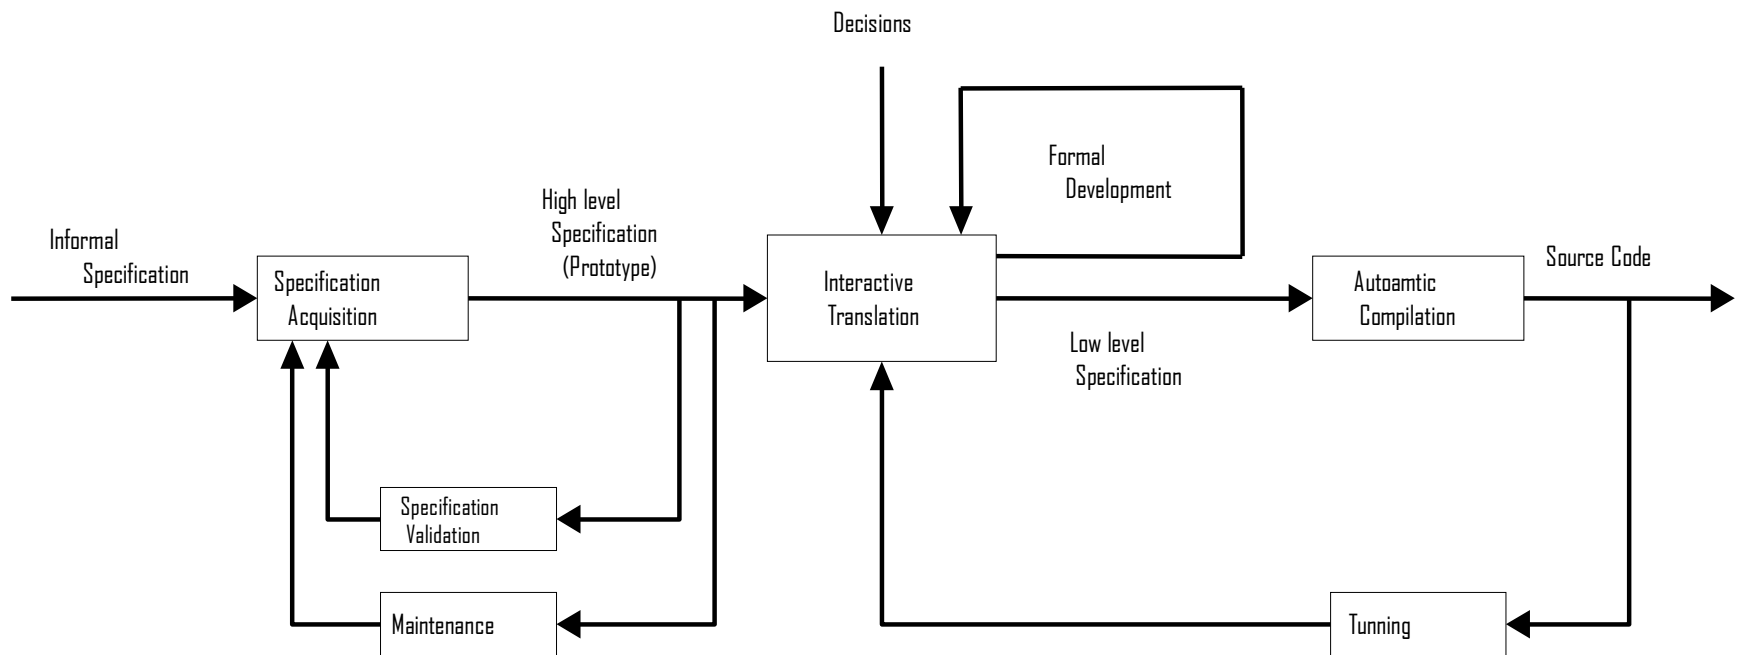 Decisions
Formal
Development
High level
Specification
(Prototype)
Informal
Specification
Specification
Acquisition
Interactive
Translation
Autoamtic
Compilation
Source Code
Low level
Specification
Specification
Validation
Maintenance
Tunning